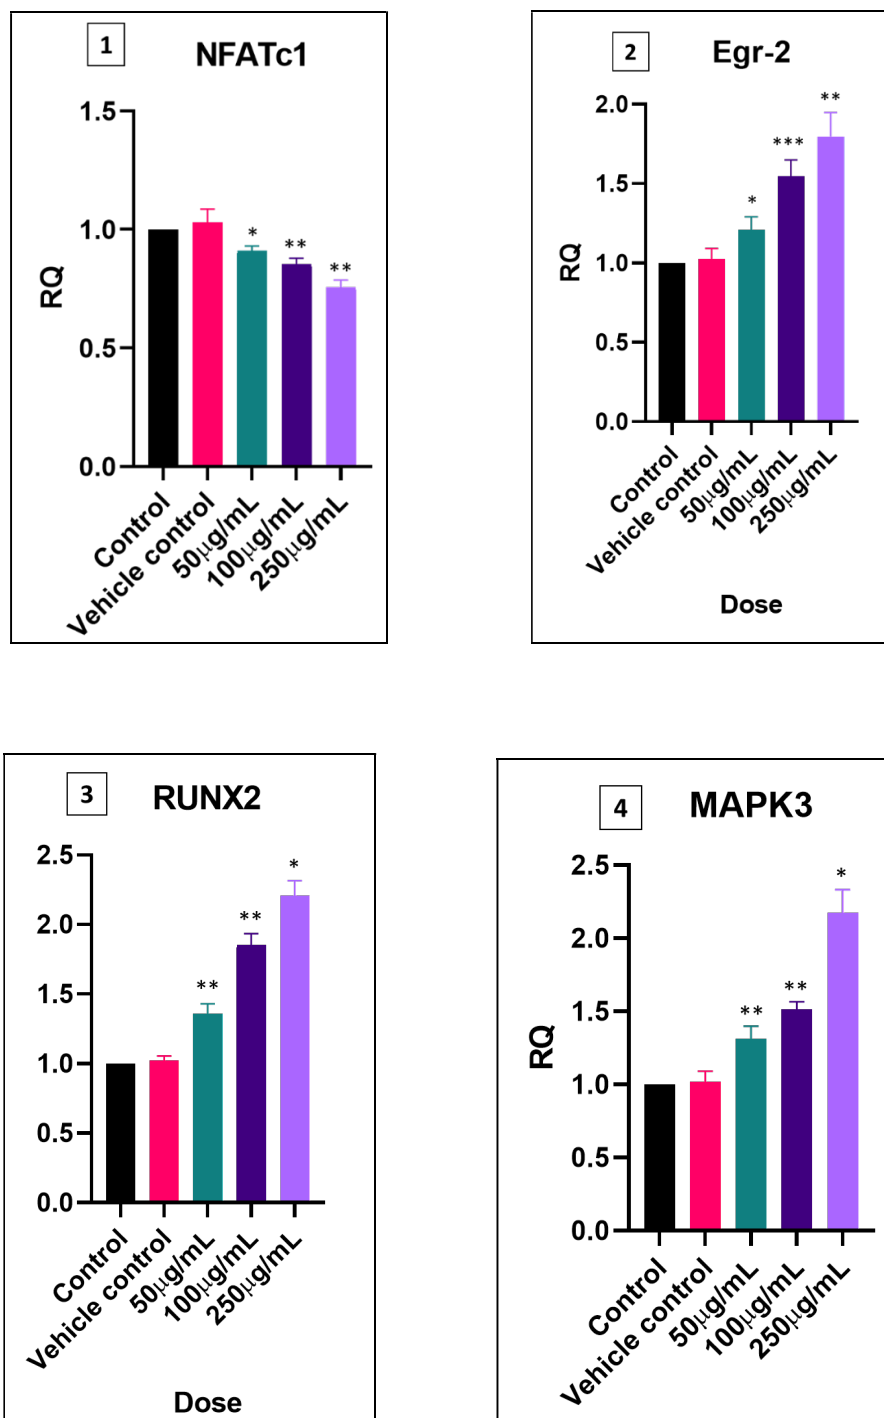 1
NFATc1
1.5
1.0
0.5
0.0
RQ
*
**
**
Control
Vehicle control
50µg/mL
100µg/mL
250µg/mL
2
Egr-2
2.0
1.5
1.0
0.5
0.0
RQ
*
***
**
Control
Vehicle control
50µg/mL
100µg/mL
250µg/mL
Dose
3
RUNX2
2.5
2.0
1.5
1.0
0.5
0.0
**
**
*
Control
Vehicle control
50µg/mL
100µg/mL
250µg/mL
Dose
4
MAPK3
2.5
2.0
1.5
1.0
0.5
0.0
RQ
**
**
*
Control
Vehicle control
50µg/mL
100µg/mL
250µg/mL